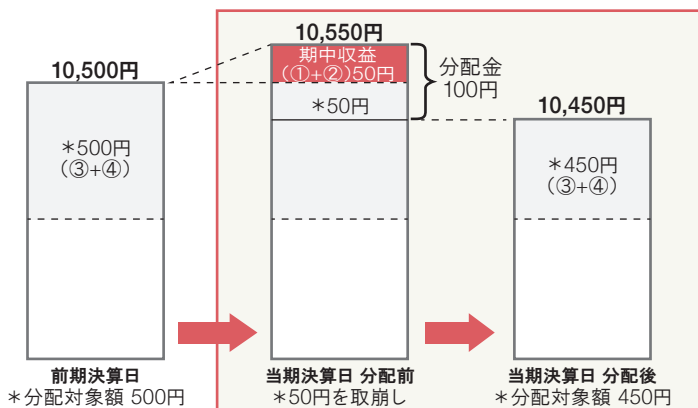 10,500円
*500円
(③+④)
前期決算日
*分配対象額 500円
10,550円
期中収益
(①+②)50円
*50円
分配金
100円
当期決算日 分配前
*50円を取崩し
10,450円
*450円
(③+④)
当期決算日 分配後
*分配対象額 450円